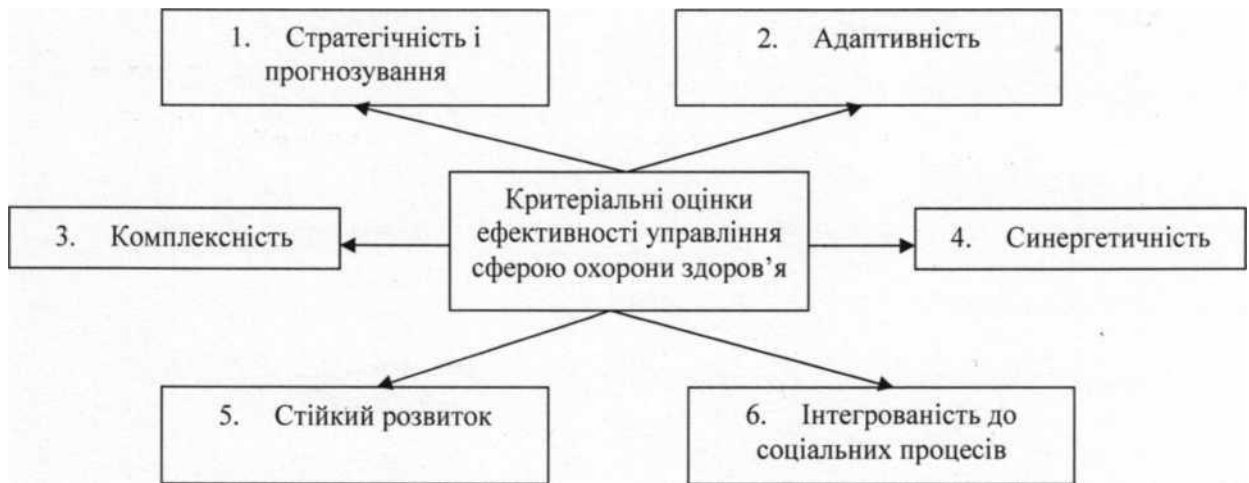 1. Стратегічність і
прогнозування
2. Адаптивність
Критеріальні оцінки
ефективності управління
сферою охорони здоров’я
3. Комплексність
4. Синергетичність
5. Стійкий розвиток
6. Інтегрованість до
соціальних процесів